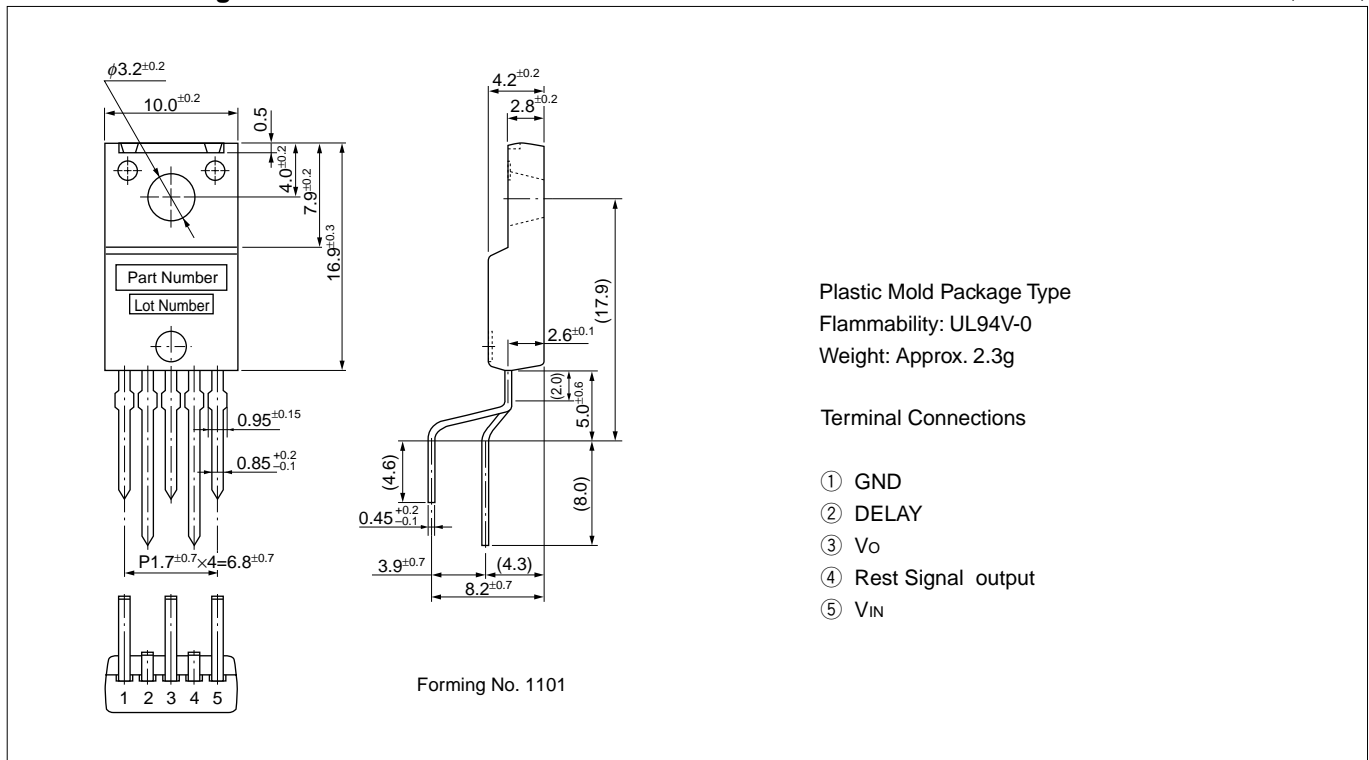 φ3.2±0.2
10.0±0.2
0.5
4.0±0.2
7.9±0.2
16.9±0.3
Part Number
Lot Number
0.95±0.15
0.85 +0.2 −0.1
P1.7±0.7×4=6.8±0.7
1 2 3 4 5
4.2±0.2
2.8±0.2
(17.9)
2.6±0.1
(2.0)
5.0±0.6
(4.6)
(8.0)
0.45 +0.2 −0.1
3.9±0.7
(4.3)
8.2±0.7
Forming No. 1101
Plastic Mold Package Type
Flammability: UL94V-0
Weight: Approx. 2.3g
Terminal Connections
① GND
② DELAY
③ VO
④ Rest Signal output
⑤ VIN